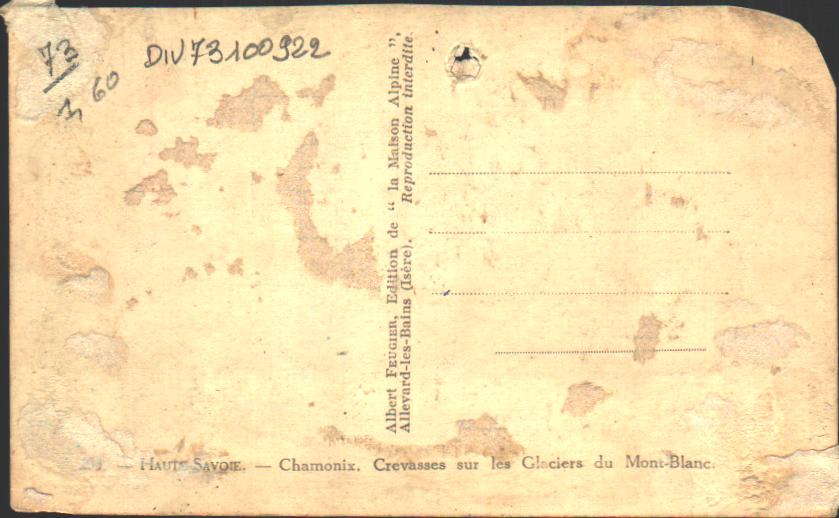 73
60
DIV73100922
Albert FEUGIER, Edition de “ la Maison Alpine ”,
Allevard-les-Bains (Isère). Reproduction interdite.
— HAUTE-SAVOIE. — Chamonix. Crevasses sur les Glaciers du Mont-Blanc.